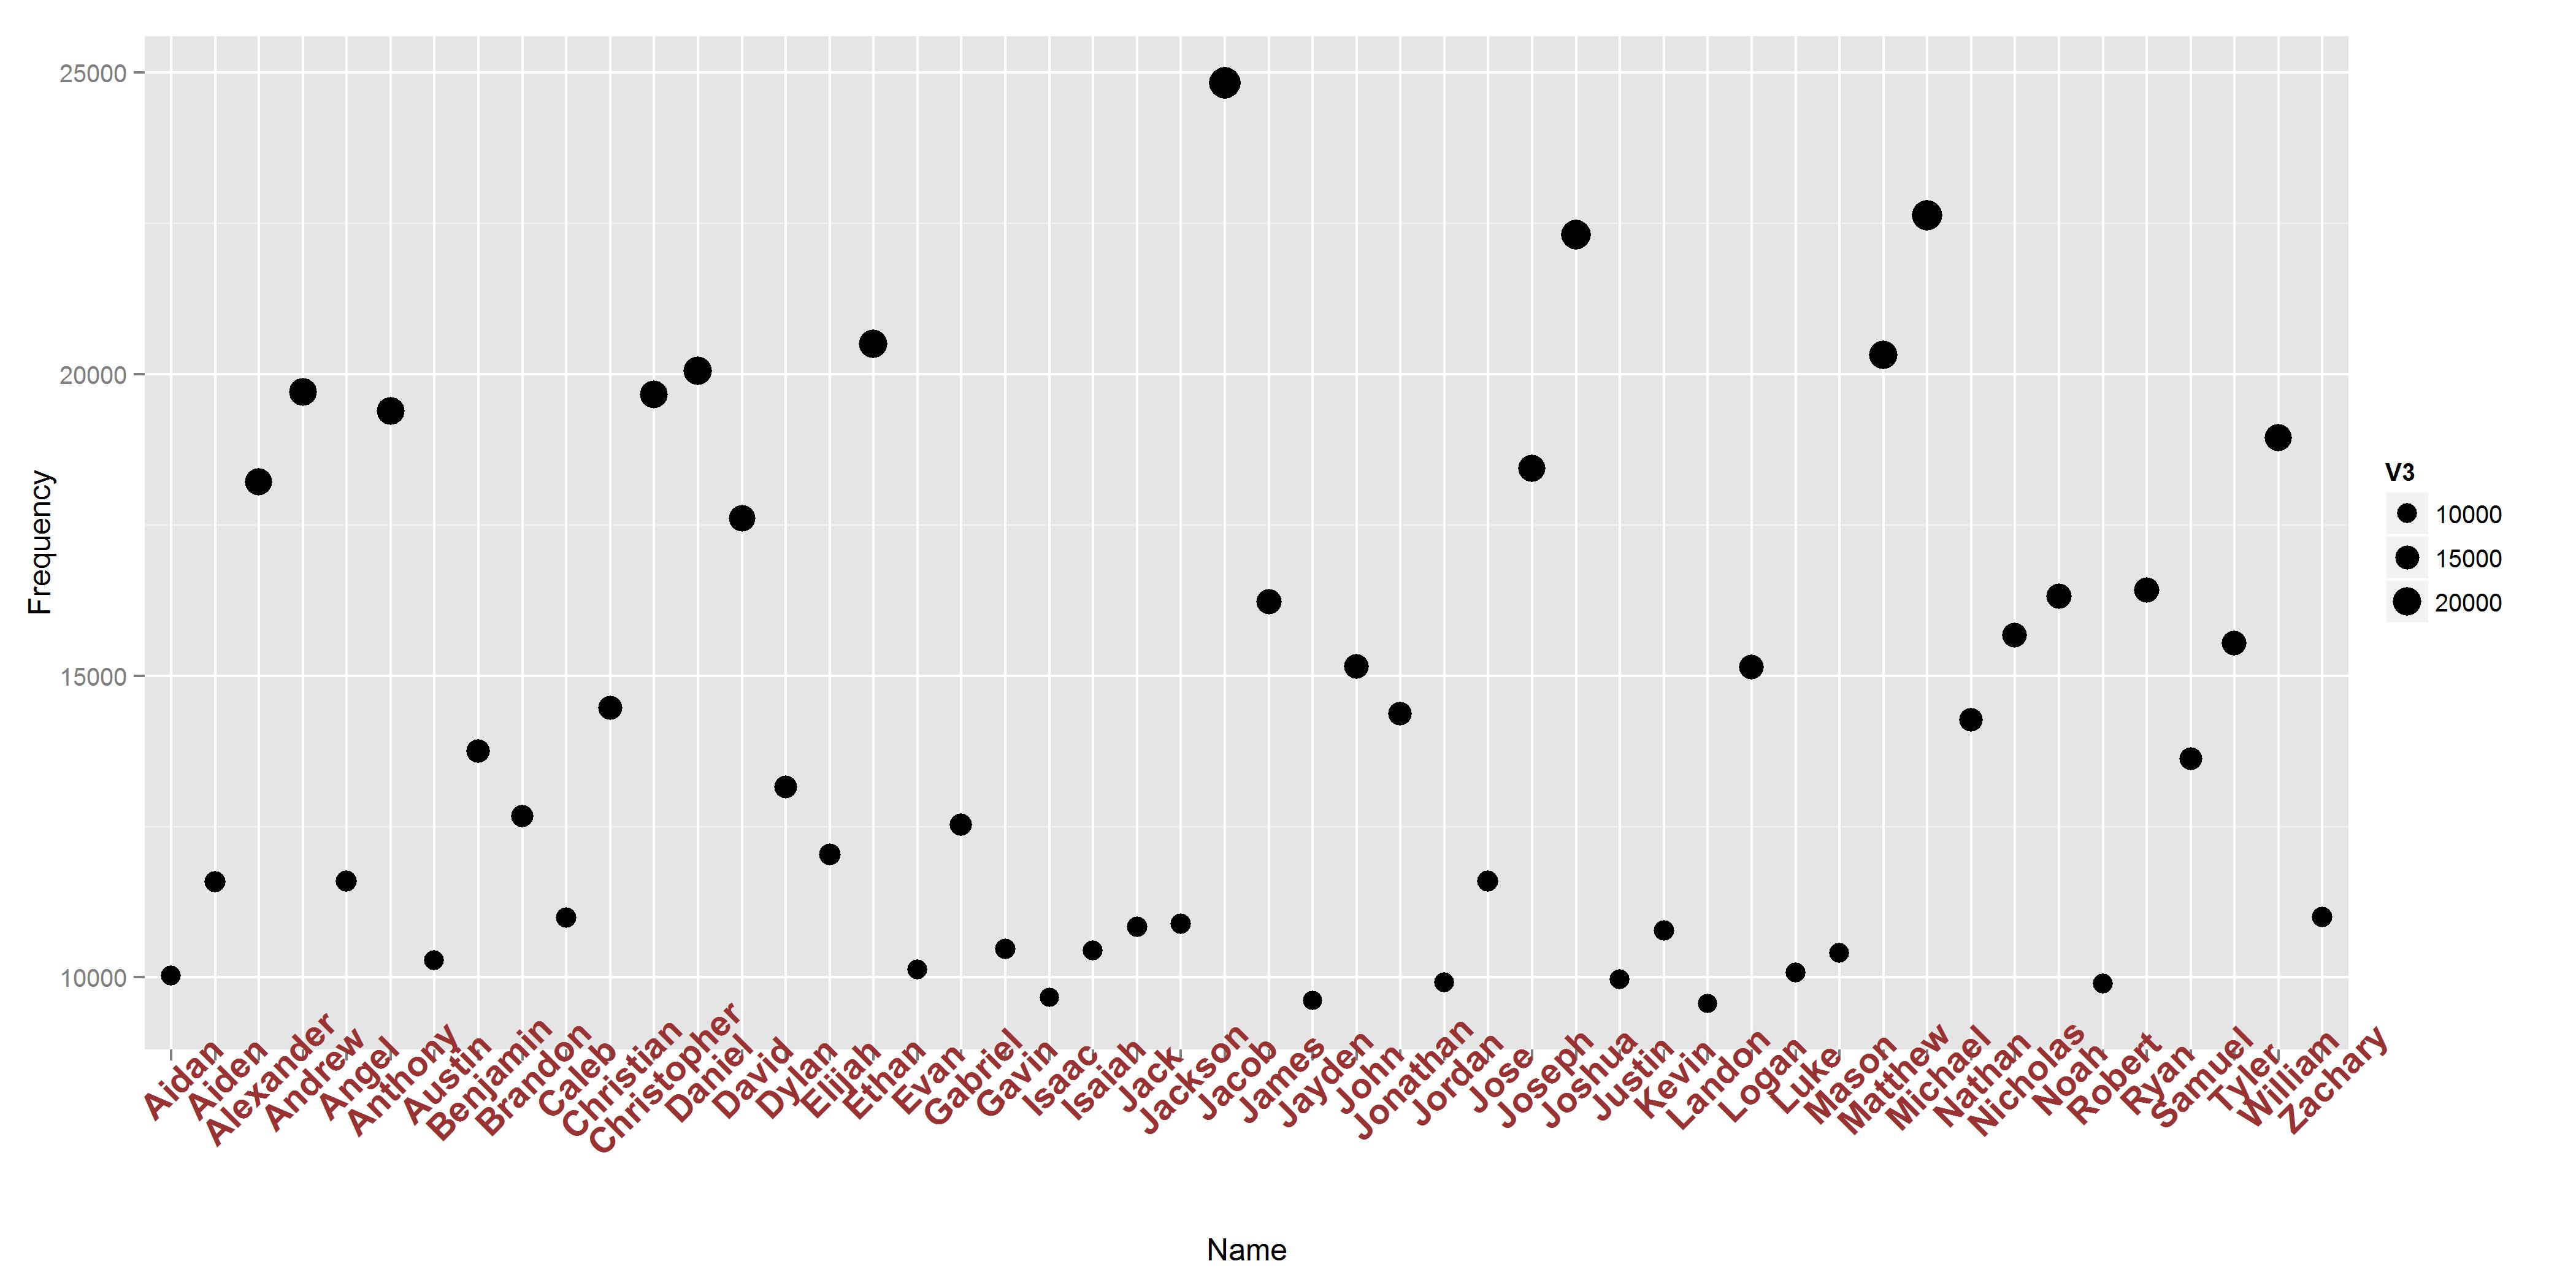 25000
20000
15000
10000
Frequency
Aidan
Aiden
Alexander
Andrew
Angel
Anthony
Austin
Benjamin
Brandon
Caleb
Christian
Christopher
Daniel
David
Dylan
Elijah
Ethan
Evan
Gabriel
Gavin
Isaac
Isaiah
Jack
Jackson
Jacob
James
Jayden
John
Jonathan
Jordan
Jose
Joseph
Joshua
Justin
Kevin
Landon
Logan
Luke
Mason
Matthew
Michael
Nathan
Nicholas
Noah
Robert
Ryan
Samuel
Tyler
William
Zachary
Name
V3
10000
15000
20000